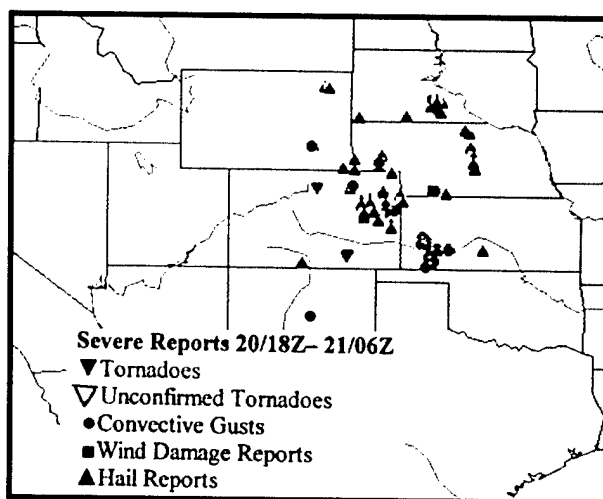 Severe Reports 20/18Z– 21/06Z
Tornadoes
Unconfirmed Tornadoes
Convective Gusts
Wind Damage Reports
Hail Reports